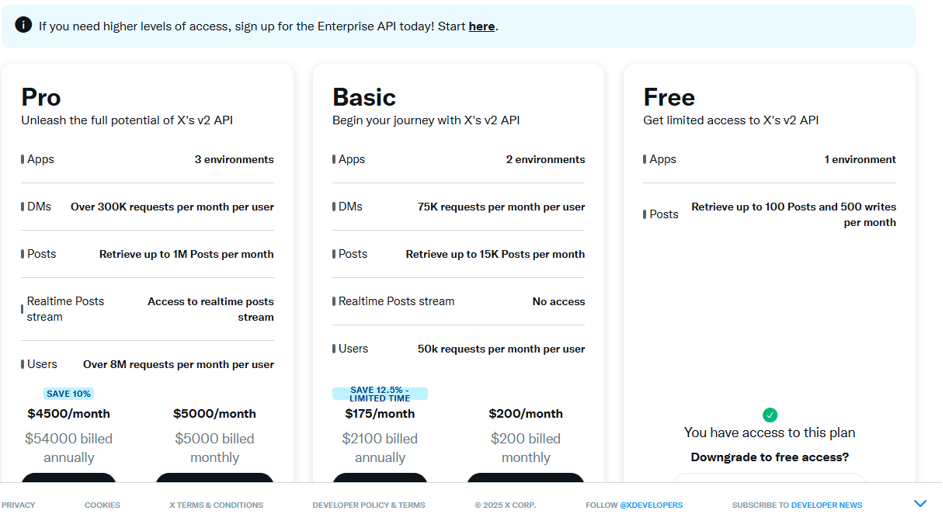 If you need higher levels of access, sign up for the Enterprise API today! Start here.
Pro
Unleash the full potential of X's v2 API
Apps 3 environments
DMs Over 300K requests per month per user
Posts Retrieve up to 1M Posts per month
Realtime Posts stream Access to realtime posts stream
Users Over 8M requests per month per user
SAVE 10%
$4500/month
$54000 billed
annually
$5000/month
$5000 billed
monthly
Basic
Begin your journey with X's v2 API
Apps 2 environments
DMs 75K requests per month per user
Posts Retrieve up to 15K Posts per month
Realtime Posts stream No access
Users 50k requests per month per user
SAVE 12.5% -
LIMITED TIME
$175/month
$2100 billed
annually
$200/month
$200 billed
monthly
Free
Get limited access to X's v2 API
Apps 1 environment
Posts Retrieve up to 100 Posts and 500 writes
per month
You have access to this plan
Downgrade to free access?
PRIVACY COOKIES X TERMS & CONDITIONS DEVELOPER POLICY & TERMS © 2025 X CORP. FOLLOW @XDEVELOPERS SUBSCRIBE TO DEVELOPER NEWS